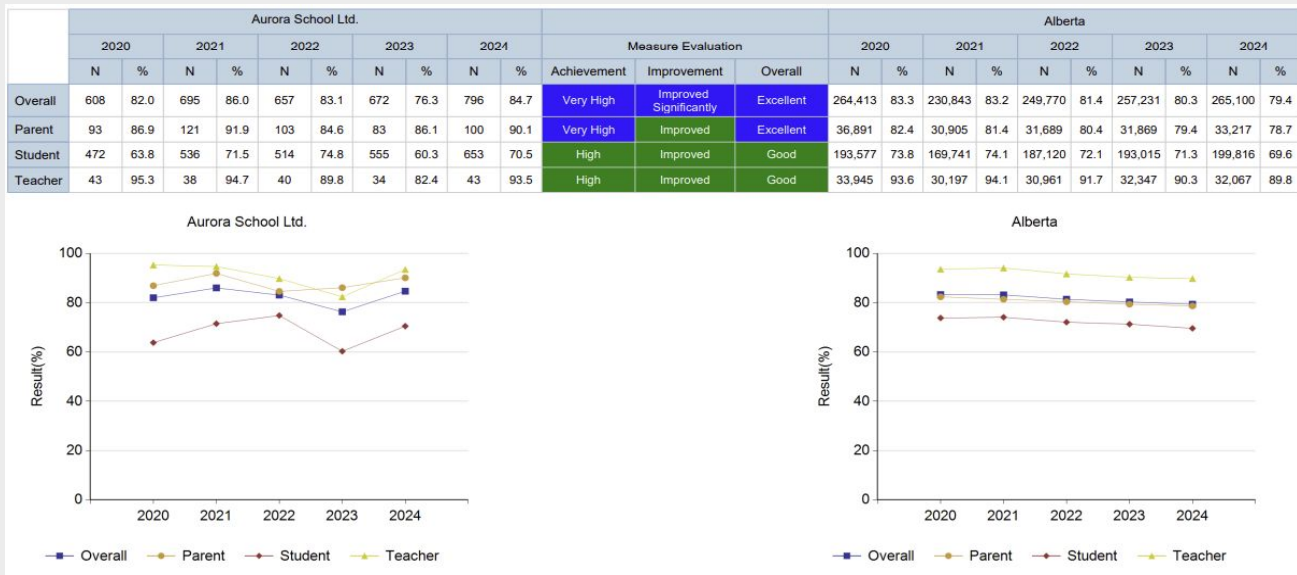 Aurora School Ltd. Alberta
2020 2021 2022 2023 2024 Measure Evaluation 2020 2021 2022 2023 2024
N % N % N % N % N % Achievement Improvement Overall N % N % N % N % N %
Overall 608 82.0 695 86.0 657 83.1 672 76.3 796 84.7 Very High Improved Significantly Excellent 264,413 83.3 230,843 83.2 249,770 81.4 257,231 80.3 265,100 79.4
Parent 93 86.9 121 91.9 103 84.6 83 86.1 100 90.1 Very High Improved Excellent 36,891 82.4 30,905 81.4 31,689 80.4 31,869 79.4 33,217 78.7
Student 472 63.8 536 71.5 514 74.8 555 60.3 653 70.5 High Improved Good 193,577 73.8 169,741 74.1 187,120 72.1 193,015 71.3 199,816 69.6
Teacher 43 95.3 38 94.7 40 89.8 34 82.4 43 93.5 High Improved Good 33,945 93.6 30,197 94.1 30,961 91.7 32,347 90.3 32,067 89.8
Aurora School Ltd.
Result(%)
100
80
60
40
20
0
2020 2021 2022 2023 2024
Overall Parent Student Teacher
Alberta
Result(%)
100
80
60
40
20
0
2020 2021 2022 2023 2024
Overall Parent Student Teacher